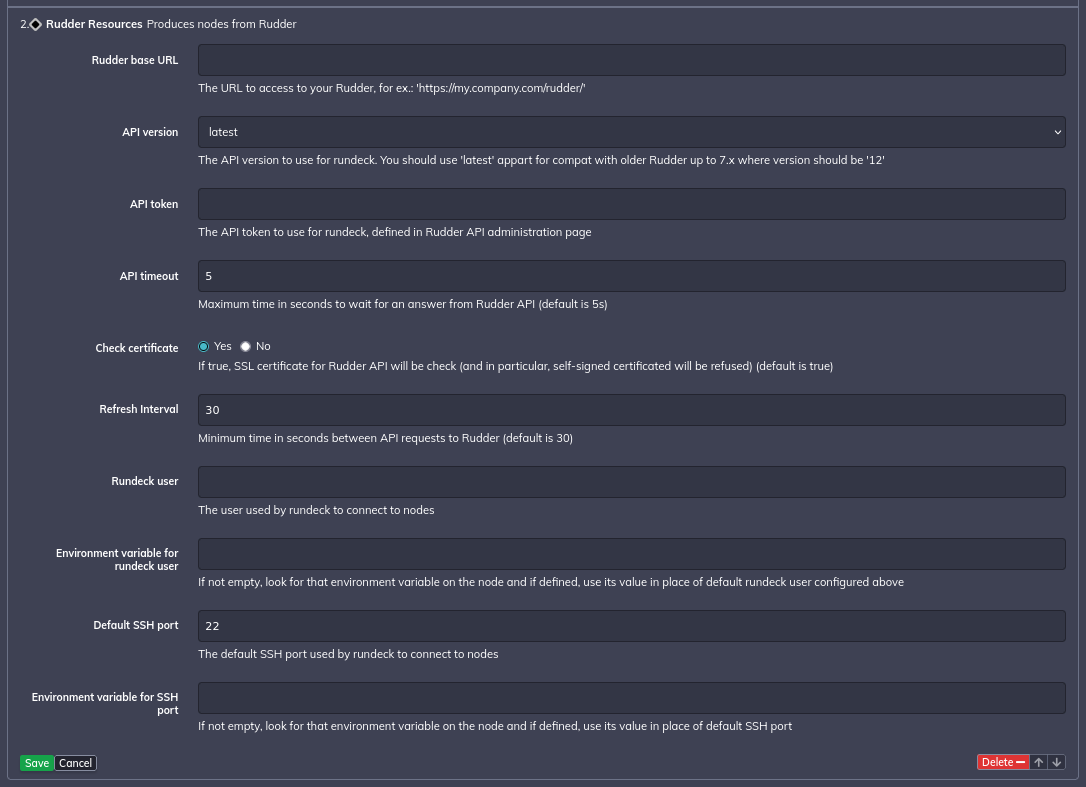 2. Rudder Resources Produces nodes from Rudder
Rudder base URL
The URL to access to your Rudder, for ex.: 'https://my.company.com/rudder/'
API version
latest
The API version to use for rundeck. You should use 'latest' appart for compat with older Rudder up to 7.x where version should be '12'
API token
The API token to use for rundeck, defined in Rudder API administration page
API timeout
5
Maximum time in seconds to wait for an answer from Rudder API (default is 5s)
Check certificate
Yes No
If true, SSL certificate for Rudder API will be check (and in particular, self-signed certificated will be refused) (default is true)
Refresh Interval
30
Minimum time in seconds between API requests to Rudder (default is 30)
Rundeck user
The user used by rundeck to connect to nodes
Environment variable for
rundeck user
If not empty, look for that environment variable on the node and if defined, use its value in place of default rundeck user configured above
Default SSH port
22
The default SSH port used by rundeck to connect to nodes
Environment variable for SSH
port
If not empty, look for that environment variable on the node and if defined, use its value in place of default SSH port
Save Cancel
Delete